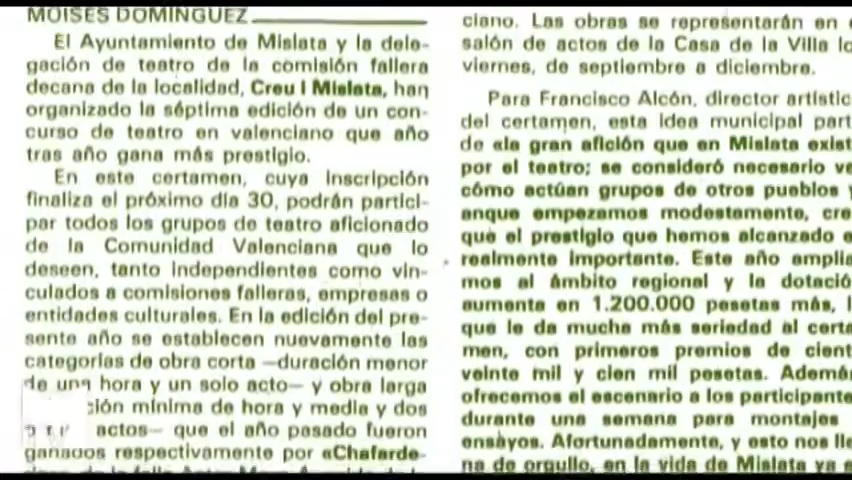 MOISES DOMINGUEZ
El Ayuntamiento de Mislata y la dele-
gación de teatro de la comisión fallera
decana de la localidad, Creu i Mislata, han
organizado la séptima edición de un con-
curso de teatro en valenciano que año
tras año gana más prestigio.
En este certamen, cuya inscripción
finaliza el próximo día 30, podrán partici-
par todos los grupos de teatro aficionado
de la Comunidad Valenciana que lo
deseen, tanto independientes como vin-
culados a comisiones falleras, empresas o
entidades culturales. En la edición del pre-
sente año se establecen nuevamente las
categorías de obra corta —duración menor
de una hora y un solo acto— y obra larga
ción mínima de hora y media y dos
actos— que el año pasado fueron
ganados respectivamente por «Chafarde-
ciano. Las obras se representarán en
salón de actos de la Casa de la Villa lo
viernes, de septiembre a diciembre.
Para Francisco Alcón, director artístic
del certamen, esta idea municipal part
de «la gran afición que en Mislata exist
por el teatro; se consideró necesario ve
cómo actúan grupos de otros pueblos y
anque empezamos modestamente, cre
que el prestigio que hemos alcanzado e
realmente importante. Este año amplia
mos al ámbito regional y la dotació
aumenta en 1.200.000 pesetas más, l
que le da mucha más seriedad al certa
men, con primeros premios de cient
veinte mil y cien mil pesetas. Ademá
ofrecemos el escenario a los participante
durante una semana para montajes
ensayos. Afortunadamente, y esto nos lle
na de orgullo, en la vida de Mislata ya e